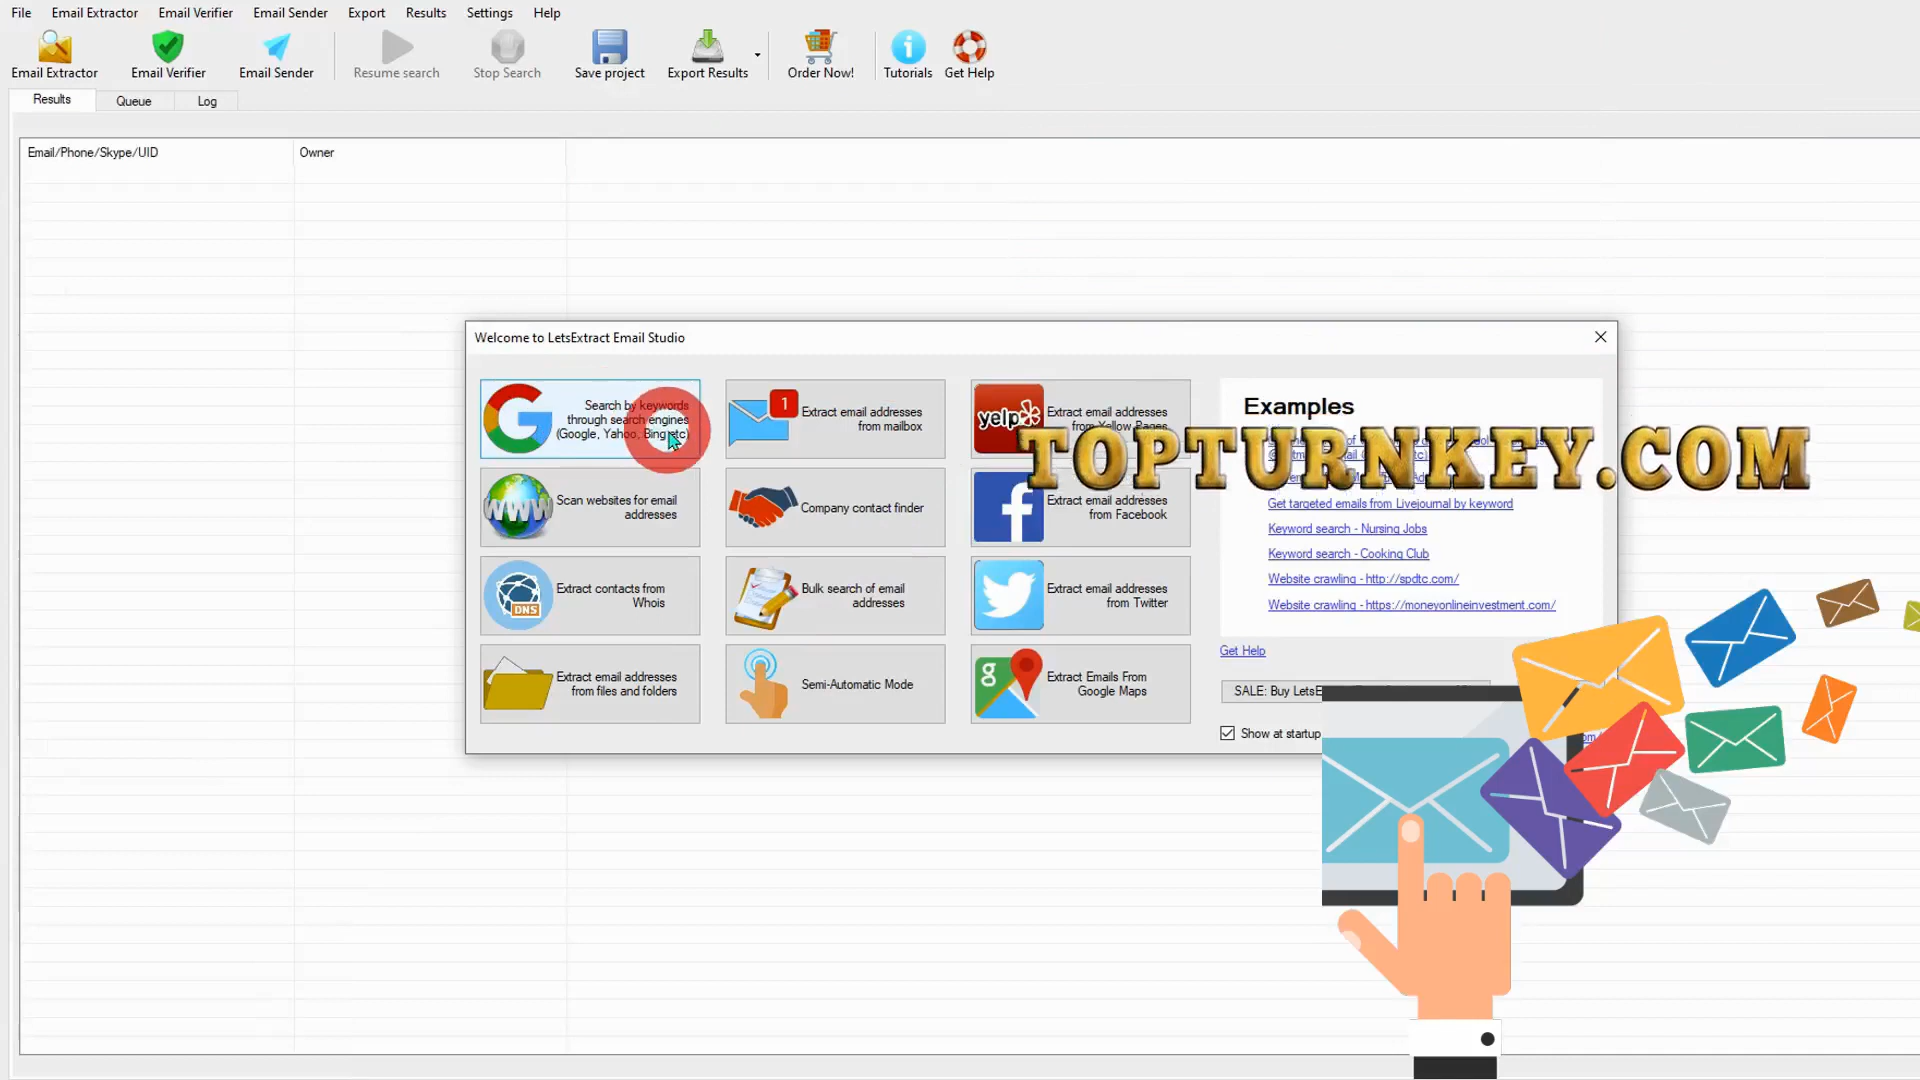 File Email Extractor Email Verifier Email Sender Export Results Settings Help
Email Extractor Email Verifier Email Sender Resume search Stop Search Save project Export Results Order Now! Tutorials Get Help
Results Queue Log
Email/Phone/Skype/UID Owner
Welcome to LetsExtract Email Studio
Search by keywords
through search engines
(Google, Yahoo, Bing etc)
1
Extract email addresses
from mailbox
yelp
Extract email addresses
from Yellow Pages
Examples
TOPTURNKEY.COM
WWW
Scan websites for email
addresses
Company contact finder
f
Extract email addresses
from Facebook
Get targeted emails from Livejournal by keyword
Keyword search - Nursing Jobs
Keyword search - Cooking Club
Website crawling - http://spdtc.com/
Website crawling - https://moneyonlineinvestment.com/
DNS
Extract contacts from
Whois
Bulk search of email
addresses
Extract email addresses
from Twitter
Get Help
Extract email addresses
from files and folders
Semi-Automatic Mode
g
Extract Emails From
Google Maps
SALE: Buy
Show at startup